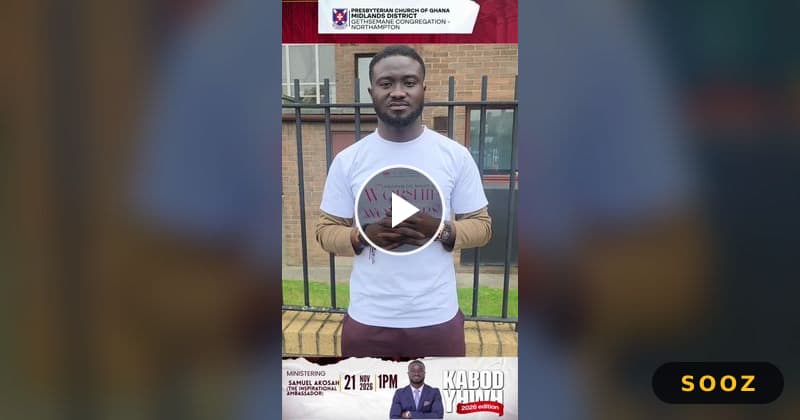 PRESBYTERIAN CHURCH OF GHANA
MIDLANDS DISTRICT
GETHSEMANE CONGREGATION -
NORTHAMPTON
WORSHIP
MINISTERING
SAMUEL AKOSAH
(THE INSPIRATIONAL
AMBASSADOR)
21 NOV 2026
1PM
KABOD
YHWH
2026 edition
SOOZ